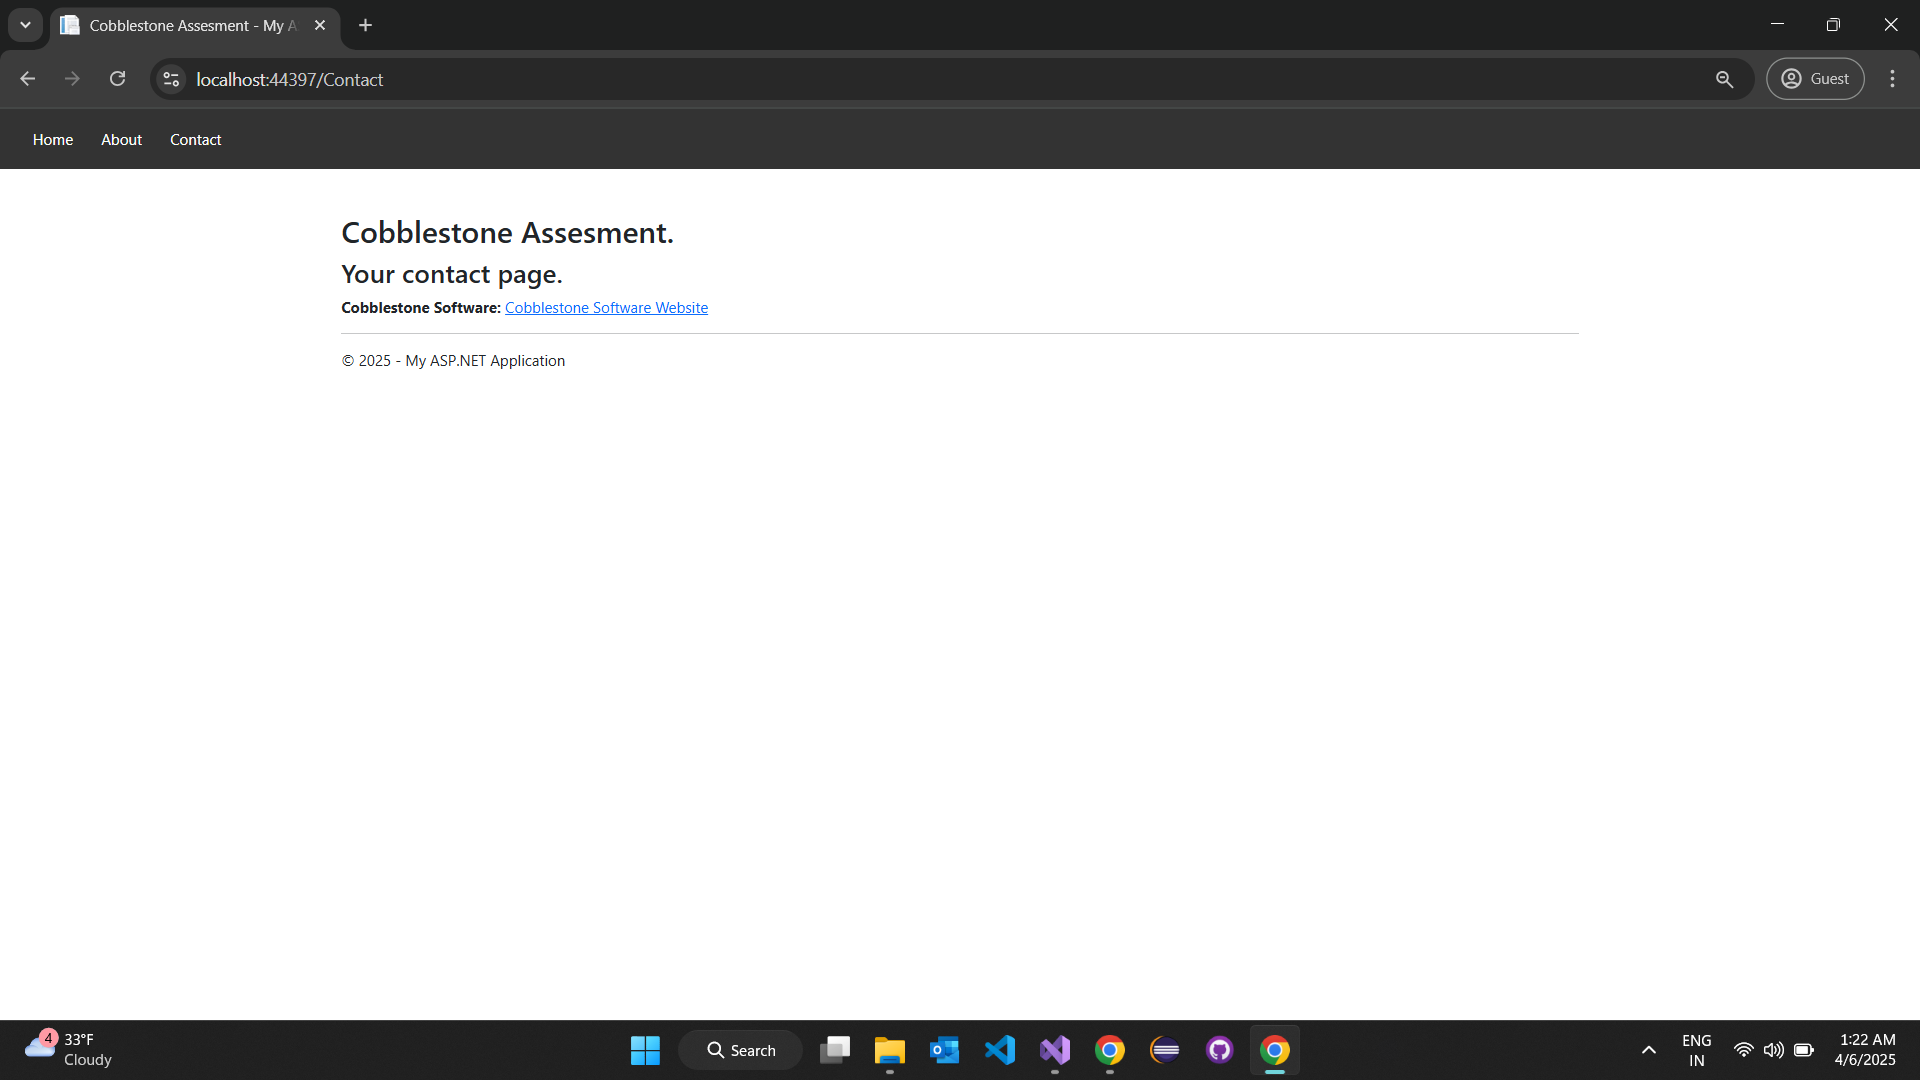 Cobblestone Assesment - My A
localhost:44397/Contact
Guest
Home About Contact
Cobblestone Assesment.
Your contact page.
Cobblestone Software: Cobblestone Software Website
© 2025 - My ASP.NET Application
4
33°F
Cloudy
Search
ENG
IN
1:22 AM
4/6/2025